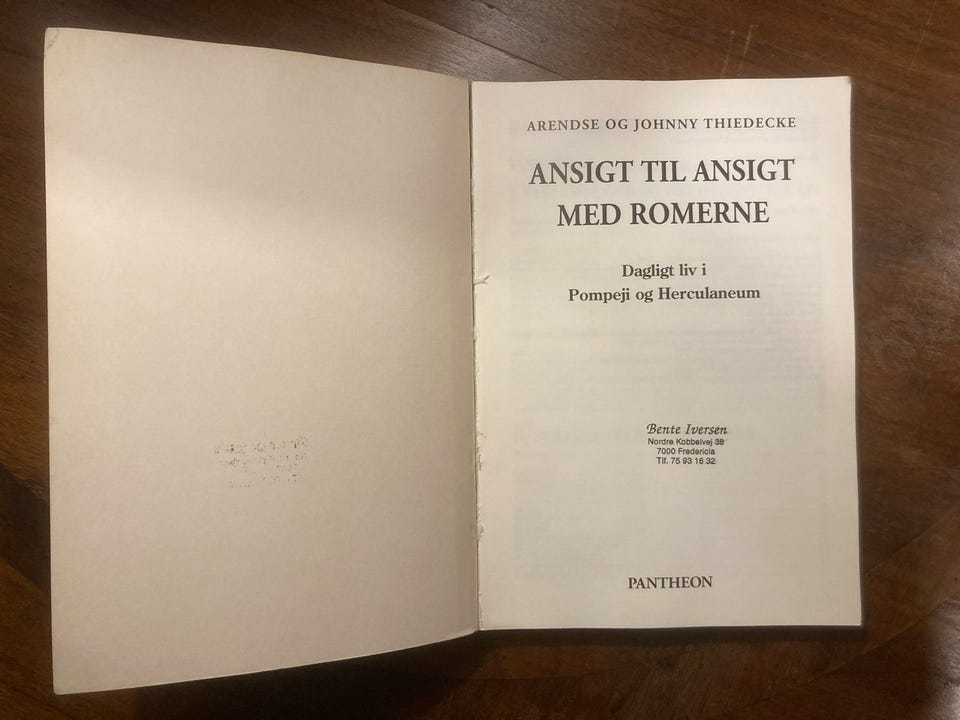 ARENDSE OG JOHNNY THIEDECKE
ANSIGT TIL ANSIGT
MED ROMERNE
Dagligt liv i
Pompeji og Herculaneum
Bente Iversen
Nordre Kobbelvej 38
7000 Fredericia
Tlf. 75 93 16 32
PANTHEON